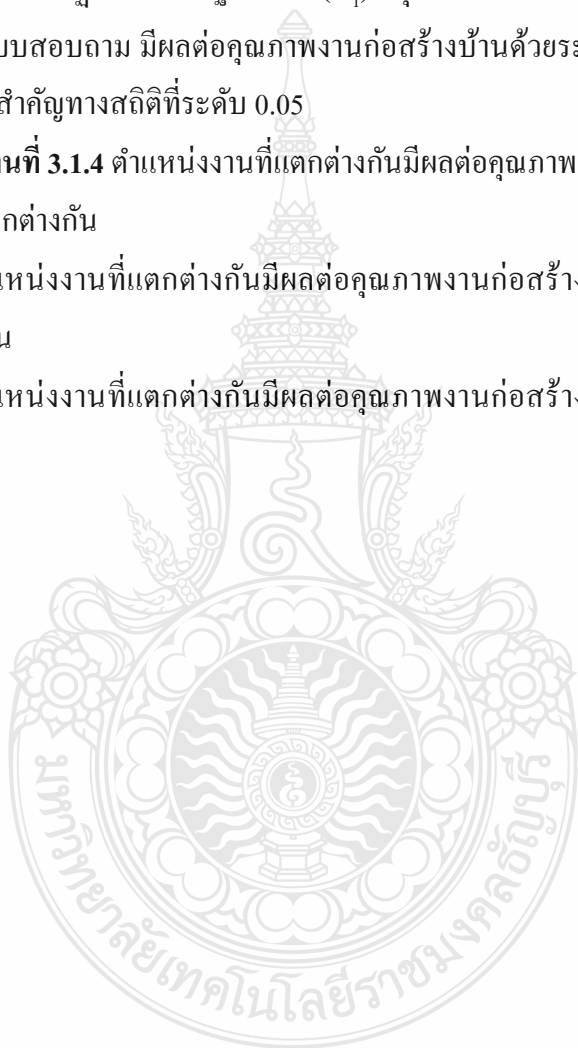 บบสอบถาม มีผลต่อคุณภาพงานก่อสร้างบ้านด้วยระ
สำคัญทางสถิติที่ระดับ 0.05
านที่ 3.1.4 ตำแหน่งงานที่แตกต่างกันมีผลต่อคุณภาพ
กต่างกัน
แหน่งงานที่แตกต่างกันมีผลต่อคุณภาพงานก่อสร้าง
น
แหน่งงานที่แตกต่างกันมีผลต่อคุณภาพงานก่อสร้าง
มหาวิทยาลัยเทคโนโลยีราชมงคลธัญบุรี